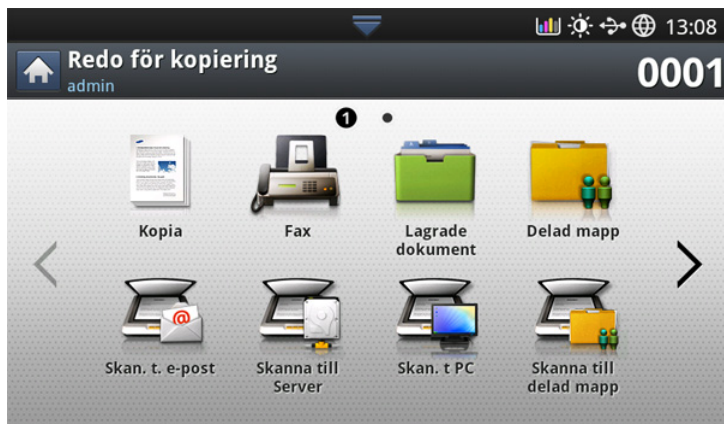 13:08
Redo för kopiering
admin
0001
1
Kopia
Fax
Lagrade
dokument
Delad mapp
@
Skan. t. e-post
Skanna till
Server
Skan. t PC
Skanna till
delad mapp